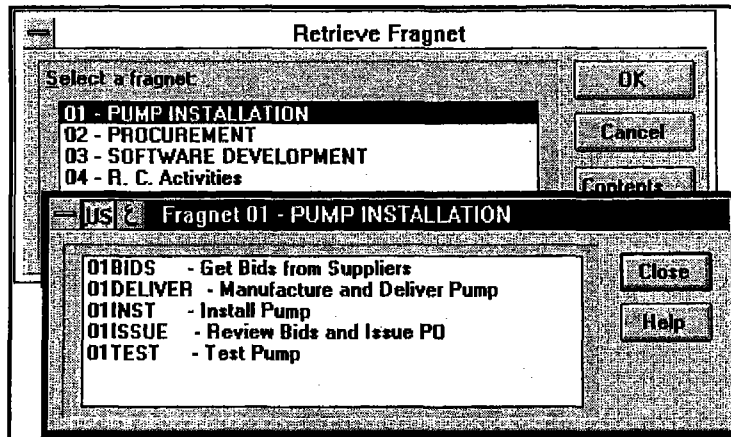 Retrieve Fragnet
Select a fragnet:
OK
01 - PUMP INSTALLATION
02 - PROCUREMENT
03 - SOFTWARE DEVELOPMENT
04 - R. C. Activities
Cancel
Contents...
US Fragnet 01 - PUMP INSTALLATION
01BIDS - Get Bids from Suppliers
01DELIVER - Manufacture and Deliver Pump
01INST - Install Pump
01ISSUE - Review Bids and Issue PO
01TEST - Test Pump
Close
Help